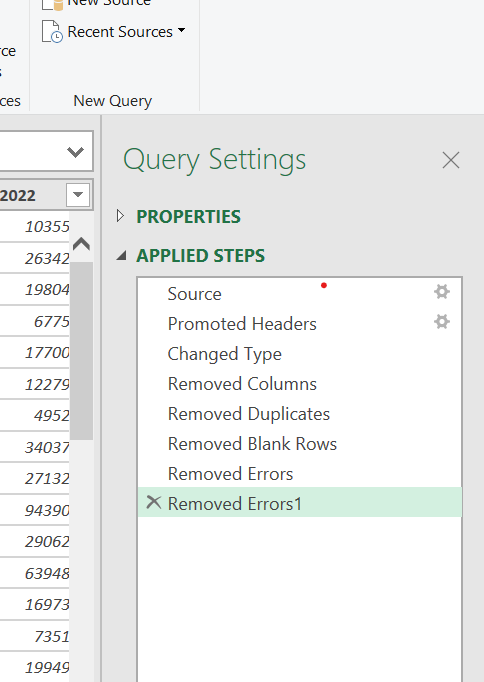 New Source
Recent Sources
New Query
2022
10355
26342
19804
6775
17700
12279
4952
34037
27132
94390
29062
63948
16973
7351
19949
Query Settings
PROPERTIES
APPLIED STEPS
Source
Promoted Headers
Changed Type
Removed Columns
Removed Duplicates
Removed Blank Rows
Removed Errors
Removed Errors1